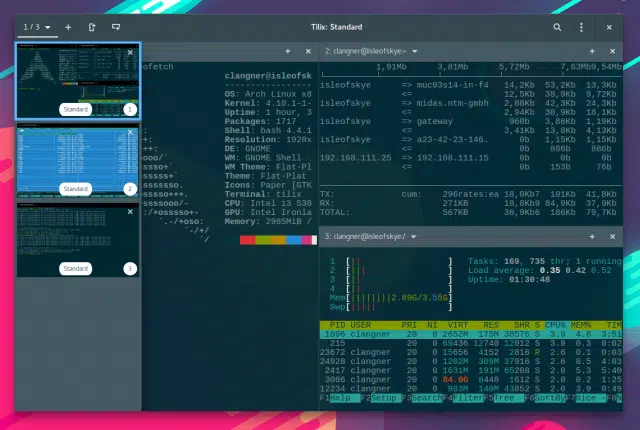 1 / 3
Tilix: Standard
Standard 1
Standard 2
Standard 3
ofetch
clangner@isleofsk
OS: Arch Linux x8
Kernel: 4.10.1-1-
Uptime: 1 hour, 3
Packages: 1717
Shell: bash 4.4.1
Resolution: 1920x
DE: GNOME
WM: GNOME Shell
WM Theme: Flat-Pl
Theme: Flat-Plat
Icons: Paper [GTK
Terminal: tilix
CPU: Intel i3 530
GPU: Intel Ironla
Memory: 2985MiB /
2: clangner@isleofskye:~
1,91Mb 3,81Mb 5,72Mb 7,63Mb9,54Mb
isleofskye => muc03s14-in-f4 14,2Kb 53,2Kb 13,3Kb
<= 12,5Kb 38,9Kb 9,72Kb
isleofskye => midas.ntm-gmbh 2,88Kb 42,3Kb 24,3Kb
<= 2,94Kb 30,9Kb 18,1Kb
isleofskye => gateway 960b 3,86Kb 1,19Kb
<= 3,41Kb 13,8Kb 4,13Kb
isleofskye => a23-42-23-146. 0b 1,15Kb 1,15Kb
<= 0b 886b 886b
192.168.111.25 => 192.168.111.15 0b 0b 0b
<= 0b 153b 76b
TX: cum: 296rates:ea 18,0Kb7 101Kb 41,8Kb
RX: 271KB 18,8Kb9 84,9Kb 37,9Kb
TOTAL: 567KB 36,9Kb6 186Kb 79,7Kb
3: clangner@isleofskye:/
1 Tasks: 169, 735 thr; 1 running
2 Load average: 0.35 0.42 0.52
3 Uptime: 01:30:48
4
Mem 2.89G/3.55G
Swp
PID USER PRI NI VIRT RES SHR S CPU% MEM% TIM
1896 clangner 20 0 2652M 175M 38576 S 3.9 4.8 3:51
215 20 0 69436 12740 12012 S 3.9 0.3 0:02
23672 clangner 20 0 15656 4152 2816 R 2.6 0.1 0:03
24928 clangner 20 0 1202M 309M 37916 S 2.6 8.5 4:03
2417 clangner 20 0 1631M 191M 65208 S 2.0 5.3 5:40
3086 clangner 20 0 84.0G 8448 1612 S 2.0 0.2 1:25
12234 clangner 20 0 983M 140M 43852 S 2.0 3.9 0:49
F1Help F2Setup F3SearchF4FilterF5Tree F6SortByF7Nice -F8N